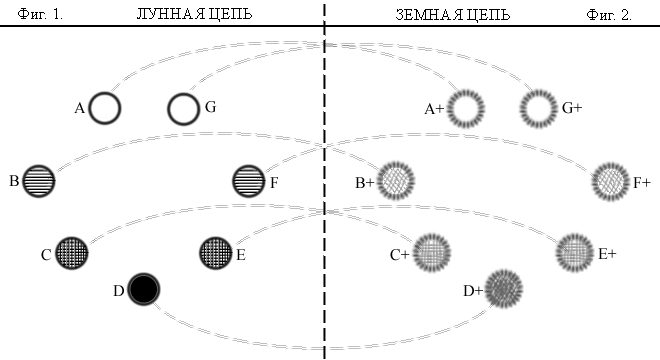 Фиг. 1. ЛУННАЯ ЦЕПЬ ЗЕМНАЯ ЦЕПЬ Фиг. 2.
A G A+ G+
B F B+ F+
C E C+ E+
D D+